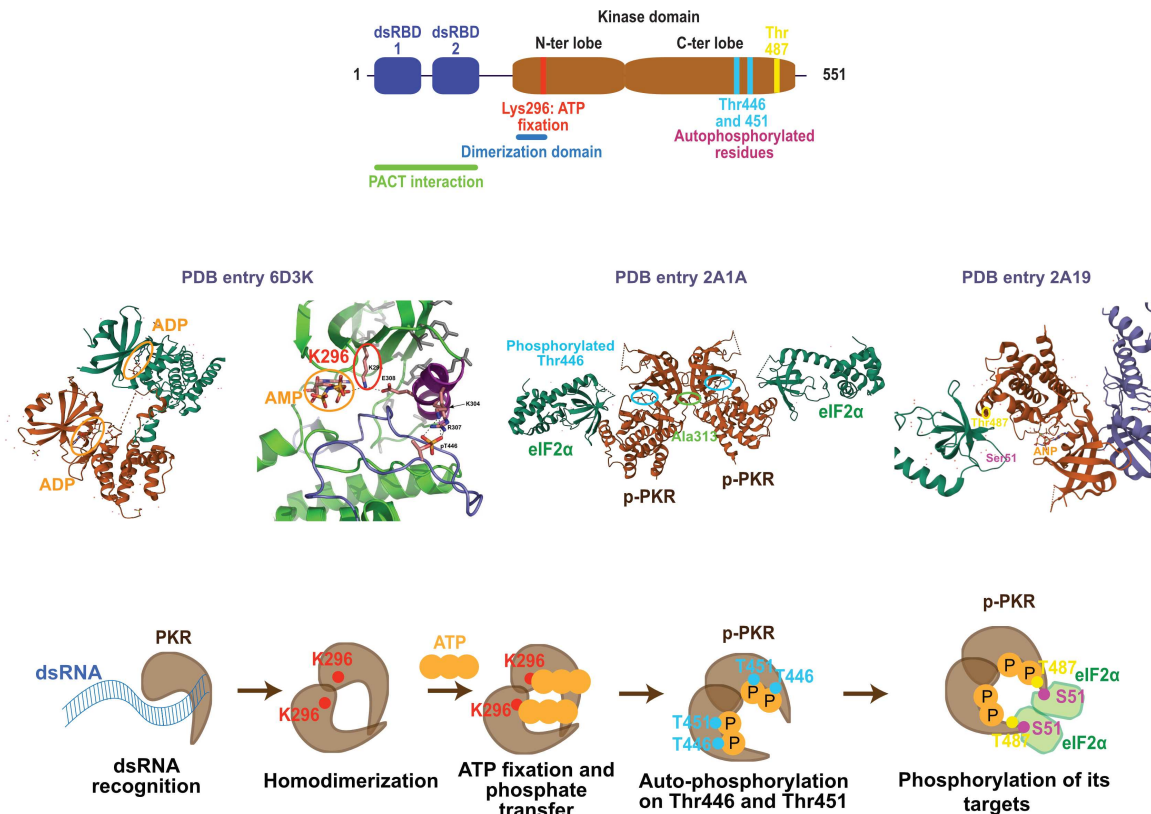 Kinase domain
dsRBD
1
dsRBD
2
N-ter lobe
C-ter lobe
Thr
487
1
551
Lys296: ATP
fixation
Thr446
and 451
Dimerization domain
Autophosphorylated
residues
PACT interaction
PDB entry 6D3K
PDB entry 2A1A
PDB entry 2A19
ADP
ADP
K296
K296
AMP
E308
K304
R307
pT446
Phosphorylated
Thr446
eIF2α
Ala313
eIF2α
p-PKR
p-PKR
Thr487
Ser51
PKR
dsRNA
dsRNA
recognition
K296
K296
Homodimerization
ATP
K296
K296
ATP fixation and
phosphate
transfer
p-PKR
T451
T446
P
P
T451
P
T446
P
Auto-phosphorylation
on Thr446 and Thr451
p-PKR
P
P
T487
eIF2α
S51
P
P
S51
T487
eIF2α
Phosphorylation of its
targets